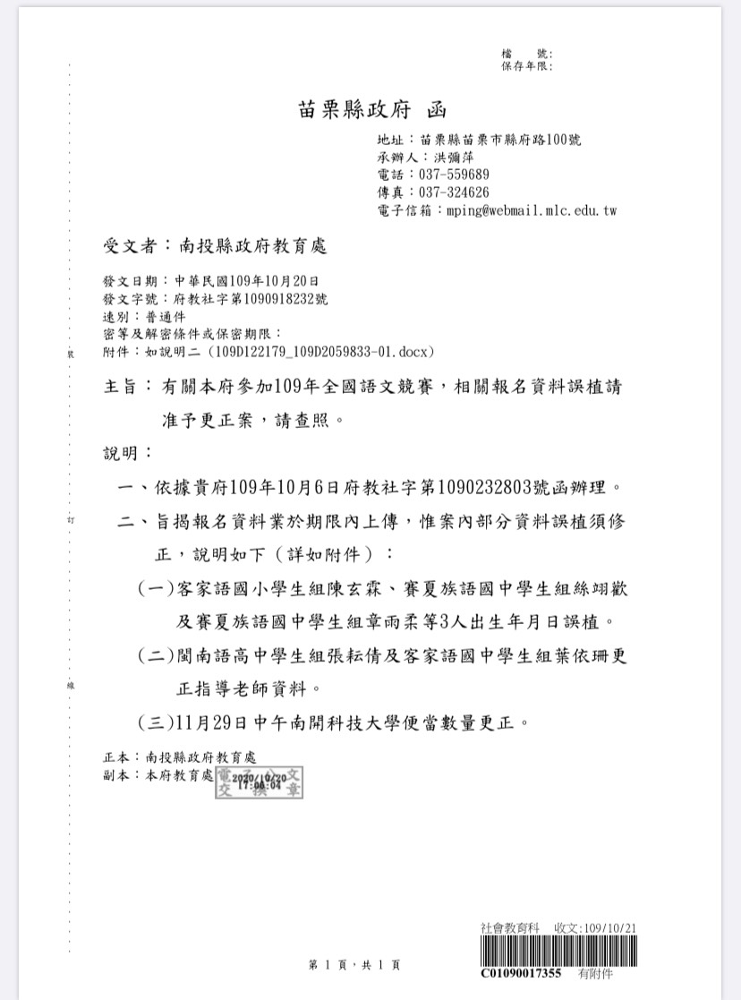 檔　　號:
保存年限:
苗栗縣政府 函
地址：苗栗縣苗栗市縣府路100號
承辦人：洪彌萍
電話：037-559689
傳真：037-324626
電子信箱：mping@webmail.mlc.edu.tw
受文者：南投縣政府教育處
發文日期：中華民國109年10月20日
發文字號：府教社字第1090918232號
速別：普通件
密等及解密條件或保密期限：
附件：如說明二（109D122179_109D2059833-01.docx）
主旨：有關本府參加109年全國語文競賽，相關報名資料誤植請
准予更正案，請查照。
說明：
一、依據貴府109年10月6日府教社字第1090232803號函辦理。
二、旨揭報名資料業於期限內上傳，惟案內部分資料誤植須修
正，說明如下（詳如附件）：
(一)客家語國小學生組陳玄霖、賽夏族語國中學生組絲翊歡
及賽夏族語國中學生組章雨柔等3人出生年月日誤植。
(二)閩南語高中學生組張耘倩及客家語國中學生組葉依珊更
正指導老師資料。
(三)11月29日中午南開科技大學便當數量更正。
正本：南投縣政府教育處
副本：本府教育處
電子公文
2020/10/20
17:06:04
交換章
裝
訂
線
社會教育科　收文:109/10/21
C01090017355　有附件
第 1 頁，共 1 頁